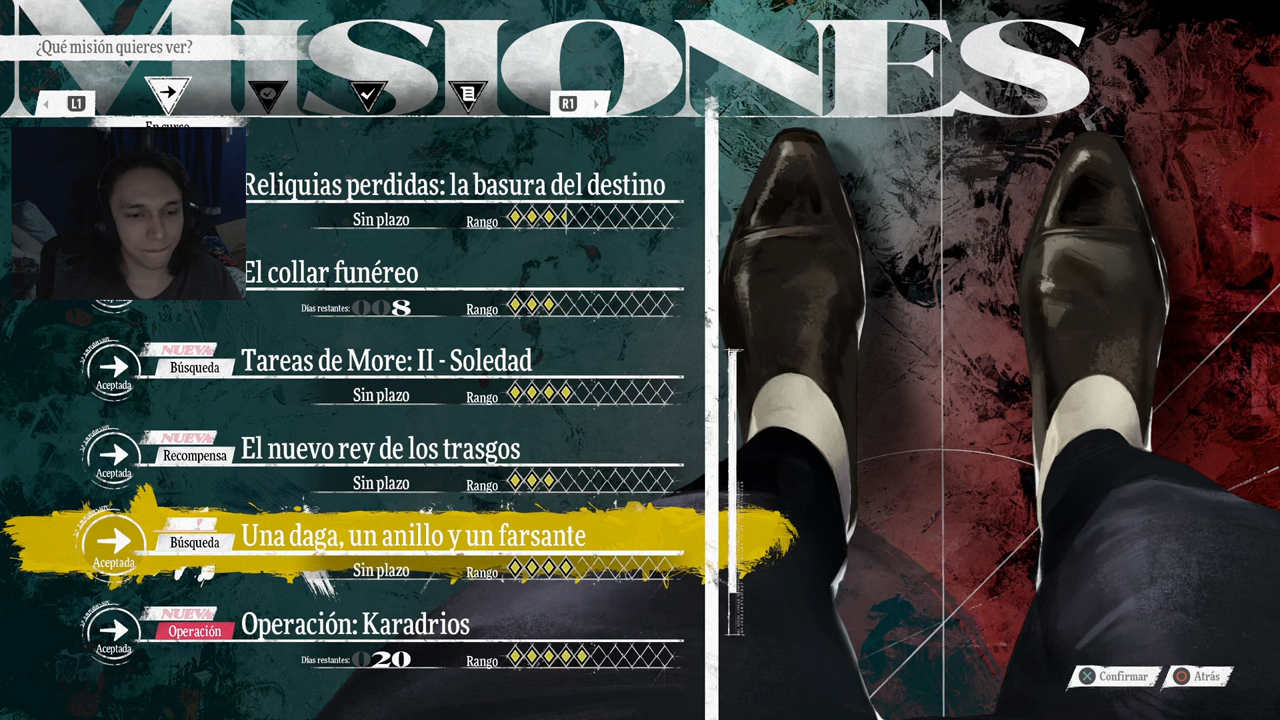 MISIONES
¿Qué misión quieres ver?
L1
R1
En curso
Reliquias perdidas: la basura del destino
Sin plazo
Rango
El collar funéreo
Días restantes: 008
Rango
Aceptada
NUEVA
Búsqueda
Tareas de More: II - Soledad
Sin plazo
Rango
Aceptada
NUEVA
Recompensa
El nuevo rey de los trasgos
Sin plazo
Rango
Aceptada
Búsqueda
Una daga, un anillo y un farsante
Sin plazo
Rango
Aceptada
NUEVA
Operación
Operación: Karadrios
Días restantes: 020
Rango
Confirmar
Atrás